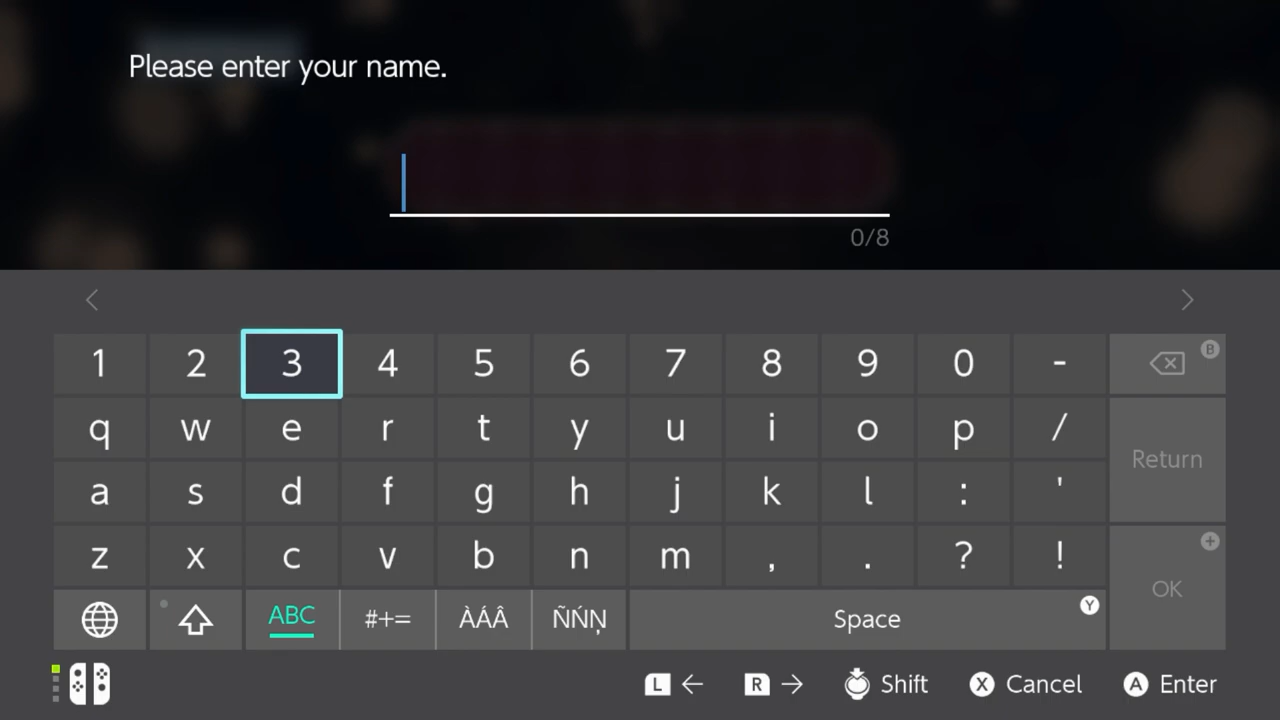 Please enter your name.
0/8
1 2 3 4 5 6 7 8 9 0 - B
q w e r t y u i o p / Return
a s d f g h j k l : '
z x c v b n m , . ? ! + OK
ABC #+= ÀÁÂ ÑŃŅ Space Y
L ← R → Shift X Cancel A Enter